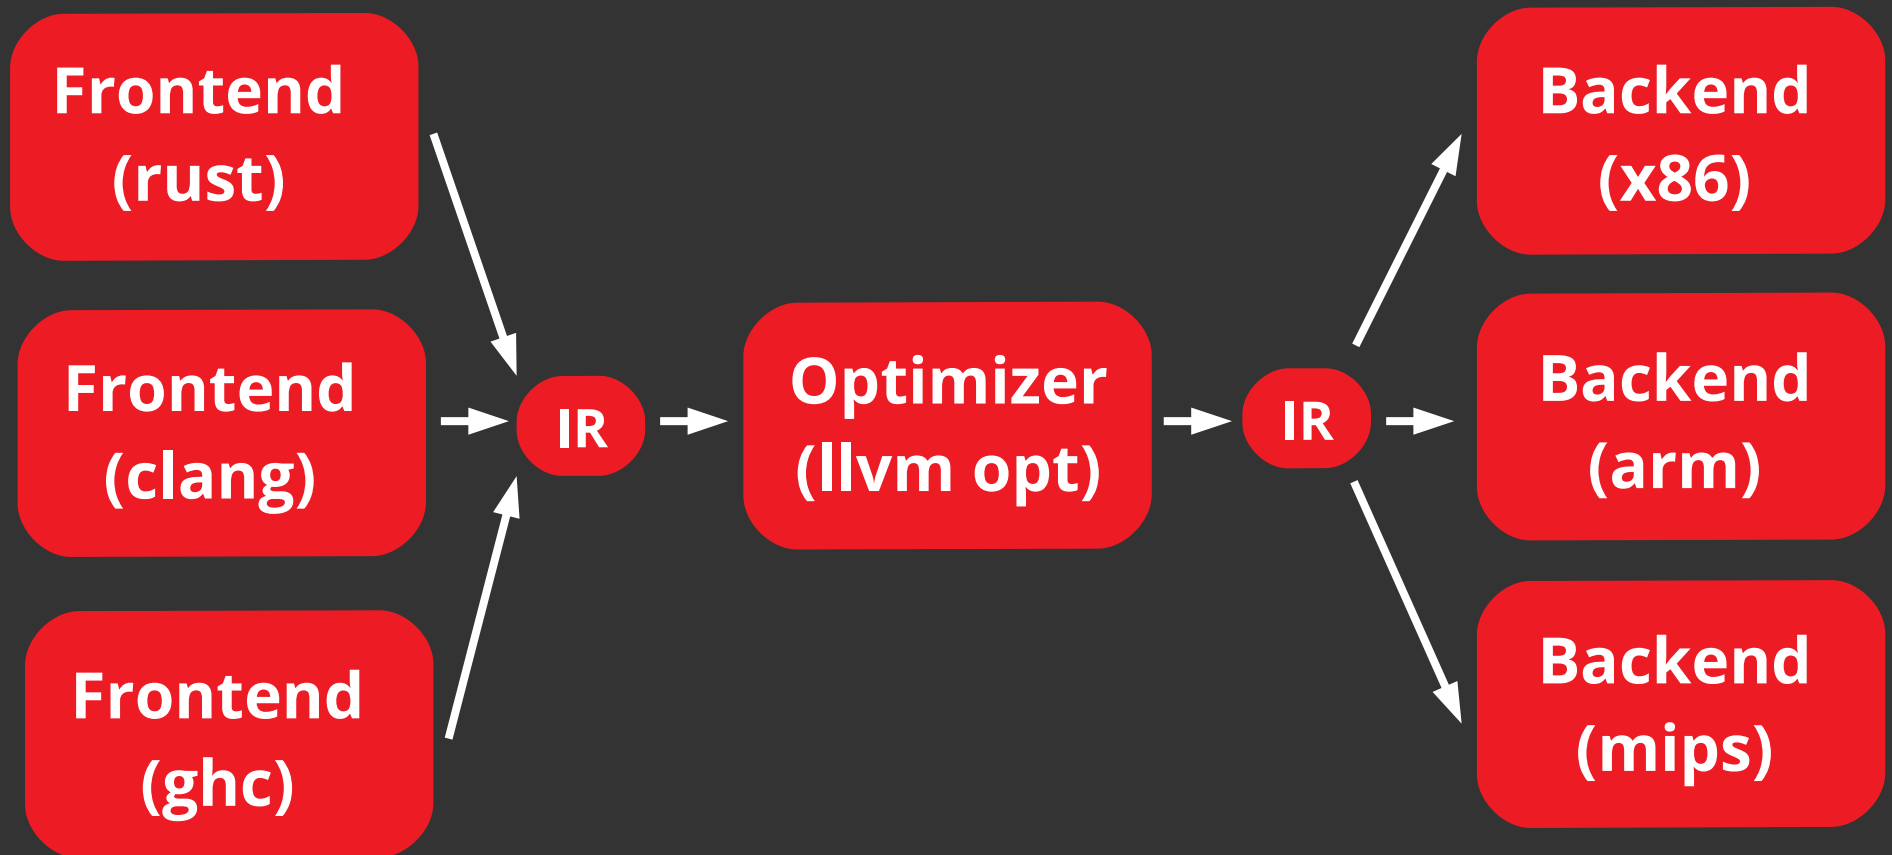 Frontend
(rust)
Frontend
(clang)
Frontend
(ghc)
IR
Optimizer
(llvm opt)
IR
Backend
(x86)
Backend
(arm)
Backend
(mips)